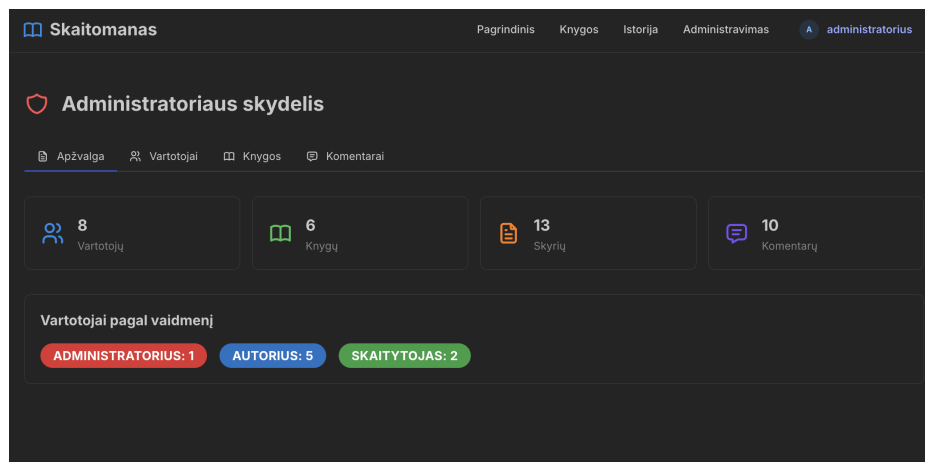 Skaitomanas
Pagrindinis Knygos Istorija Administravimas A administratorius
Administratoriaus skydelis
Apžvalga Vartotojai Knygos Komentarai
8
Vartotojų
6
Knygų
13
Skyrių
10
Komentarų
Vartotojai pagal vaidmenį
ADMINISTRATORIUS: 1 AUTORIUS: 5 SKAITYTOJAS: 2